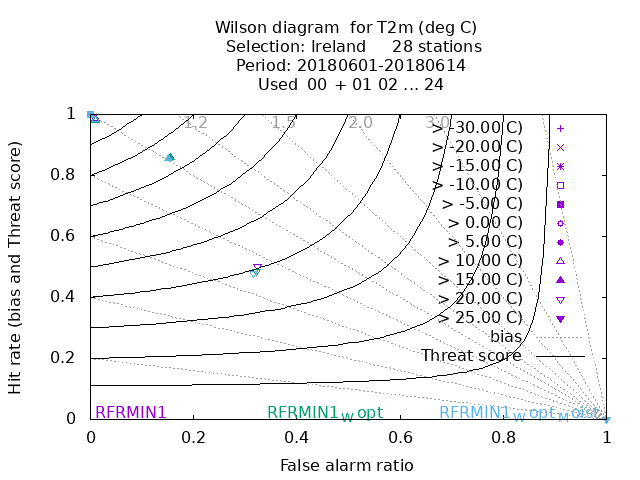 Wilson diagram for T2m (deg C)
Selection: Ireland 28 stations
Period: 20180601-20180614
Used 00 + 01 02 ... 24
Hit rate (bias and Threat score)
1
0.8
0.6
0.4
0.2
0
1.2 1.5 2.0 3.0
> -30.00 C)
> -20.00 C)
> -15.00 C)
> -10.00 C)
> -5.00 C)
> 0.00 C)
> 5.00 C)
> 10.00 C)
> 15.00 C)
> 20.00 C)
> 25.00 C)
bias
Threat score
RFRMIN1 RFRMIN1W opt RFRMIN1W opt M
0 0.2 0.4 0.6 0.8 1
False alarm ratio